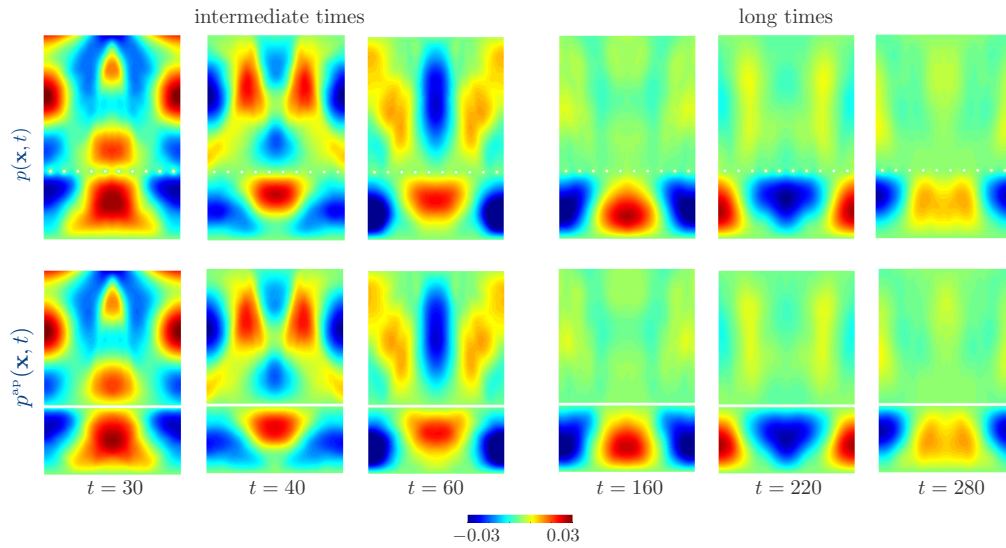 intermediate times long times
p(x, t)
p^ap(x, t)
t = 30 t = 40 t = 60 t = 160 t = 220 t = 280
−0.03 0.03